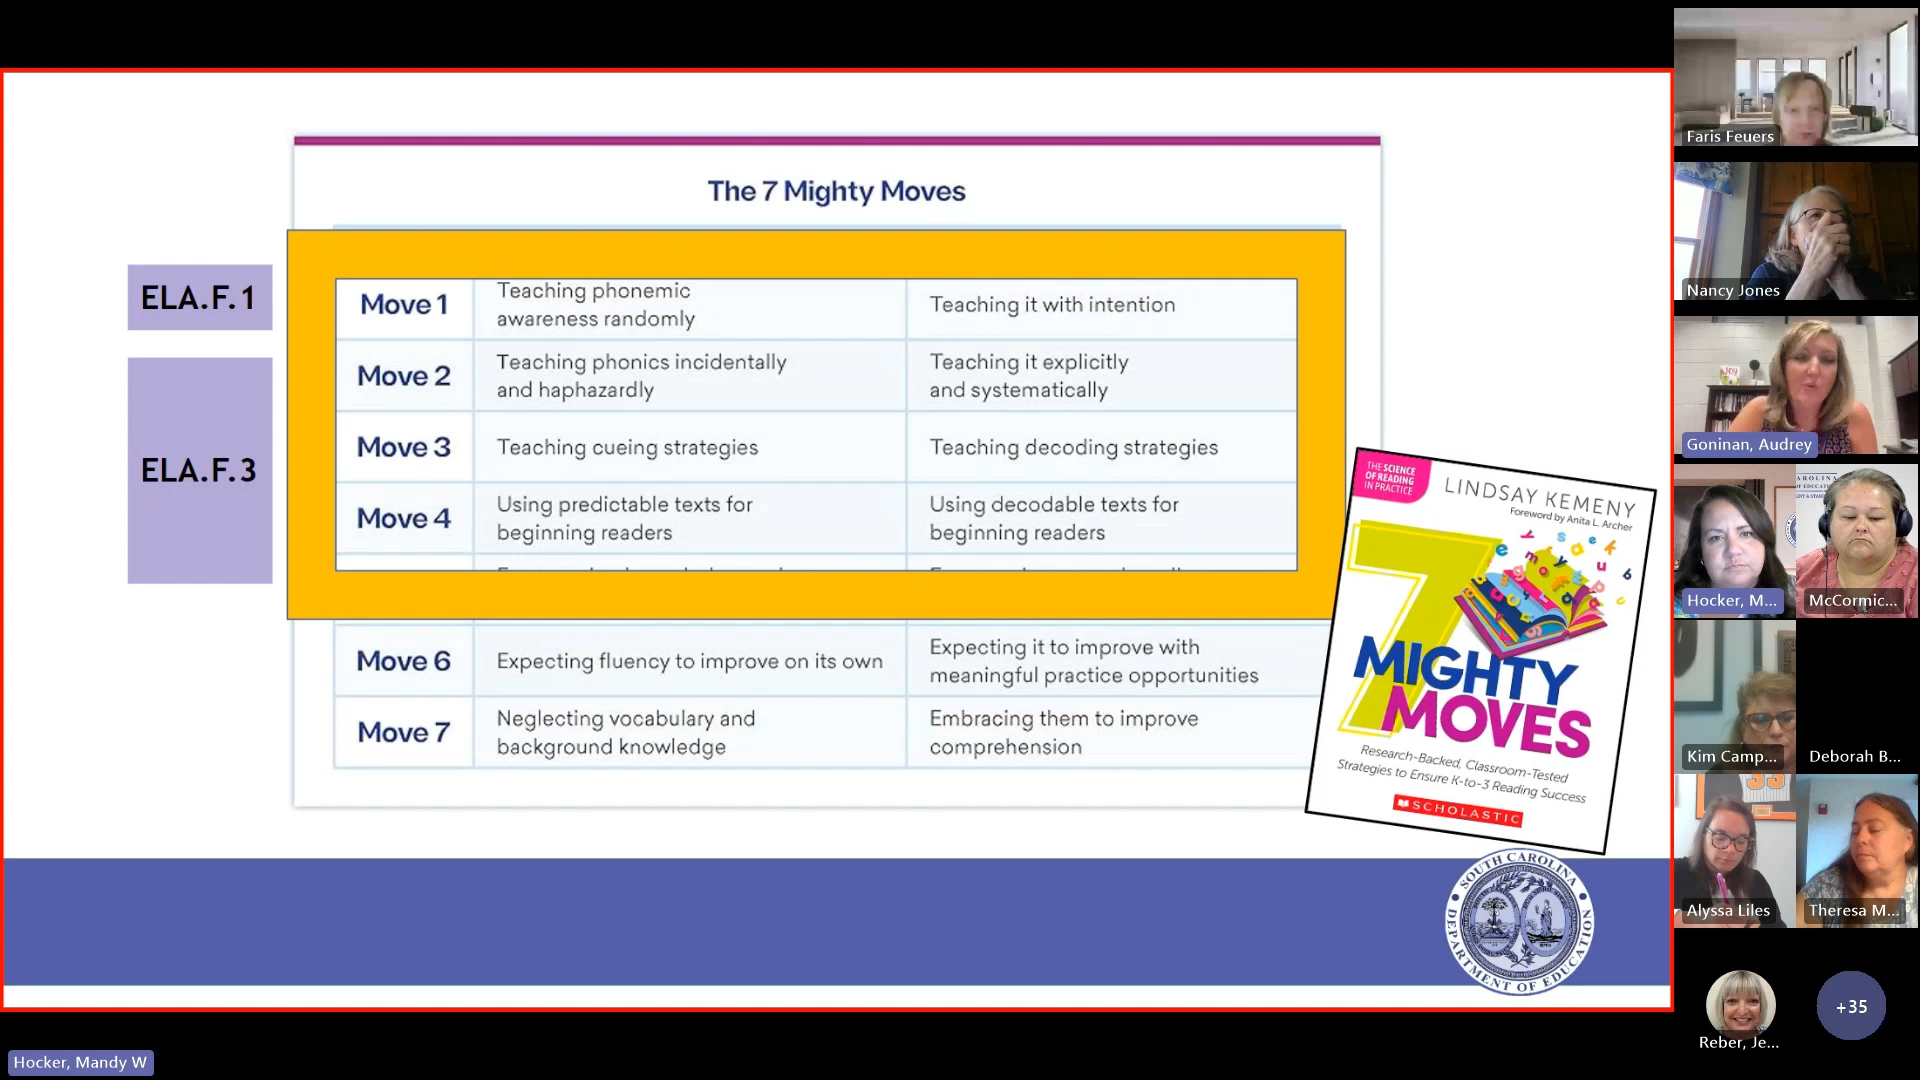 The 7 Mighty Moves
ELA.F.1
ELA.F.3
Move 1
Teaching phonemic
awareness randomly
Teaching it with intention
Move 2
Teaching phonics incidentally
and haphazardly
Teaching it explicitly
and systematically
Move 3
Teaching cueing strategies
Teaching decoding strategies
Move 4
Using predictable texts for
beginning readers
Using decodable texts for
beginning readers
Move 6
Expecting fluency to improve on its own
Expecting it to improve with
meaningful practice opportunities
Move 7
Neglecting vocabulary and
background knowledge
Embracing them to improve
comprehension
THE SCIENCE
OF READING
IN PRACTICE
LINDSAY KEMENY
Foreword by Anita L. Archer
7
MIGHTY
MOVES
Research-Backed, Classroom-Tested
Strategies to Ensure K-to-3 Reading Success
SCHOLASTIC
SOUTH CAROLINA
DEPARTMENT OF EDUCATION
Faris Feuers
Nancy Jones
JOY
Goninan, Audrey
Hocker, M...
McCormic...
Kim Camp...
Deborah B...
33
Alyssa Liles
Theresa M...
Reber, Je...
+35
Hocker, Mandy W